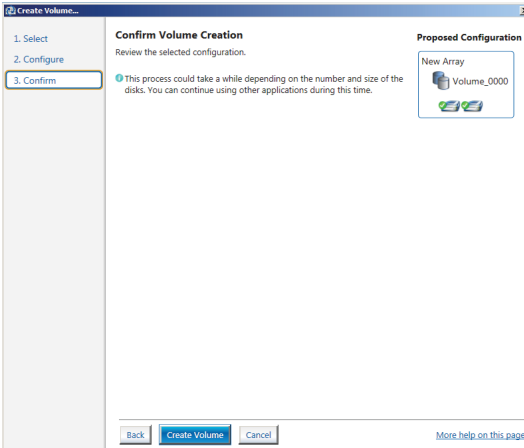 Create Volume...
1. Select
2. Configure
3. Confirm
Confirm Volume Creation
Review the selected configuration.
This process could take a while depending on the number and size of the
disks. You can continue using other applications during this time.
Proposed Configuration
New Array
Volume_0000
Back
Create Volume
Cancel
More help on this page